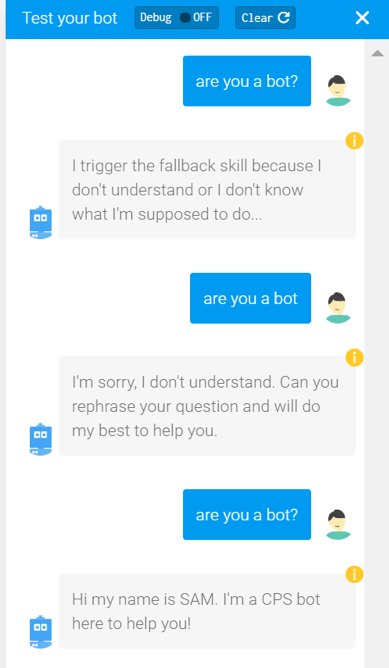 Test your bot Debug OFF Clear
are you a bot?
I trigger the fallback skill because I
don't understand or I don't know
what I'm supposed to do...
are you a bot
I'm sorry, I don't understand. Can you
rephrase your question and will do
my best to help you.
are you a bot?
Hi my name is SAM. I'm a CPS bot
here to help you!